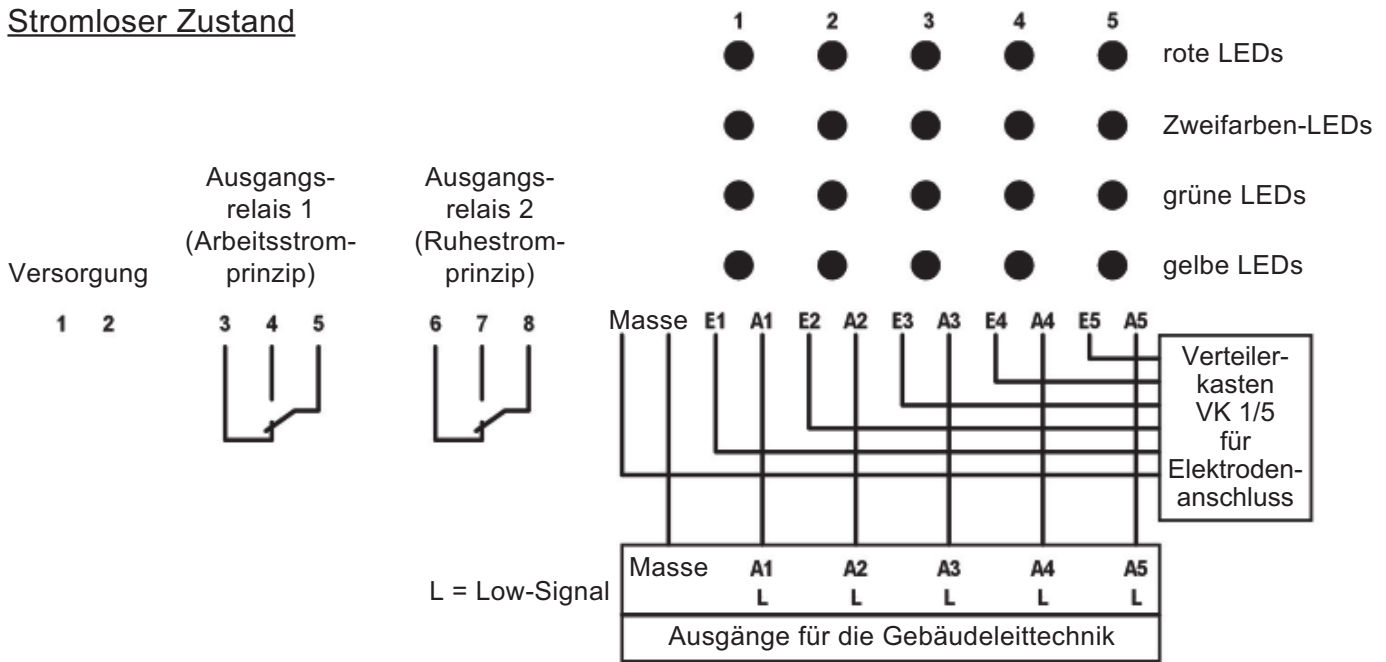 Stromloser Zustand
1 2 3 4 5
rote LEDs
Zweifarben-LEDs
grüne LEDs
gelbe LEDs
Versorgung
Ausgangs-
relais 1
(Arbeitsstrom-
prinzip)
Ausgangs-
relais 2
(Ruhestrom-
prinzip)
1 2 3 4 5 6 7 8 Masse E1 A1 E2 A2 E3 A3 E4 A4 E5 A5
Verteiler-
kasten
VK 1/5
für
Elektroden-
anschluss
L = Low-Signal
Masse A1 A2 A3 A4 A5
L L L L L
Ausgänge für die Gebäudeleittechnik